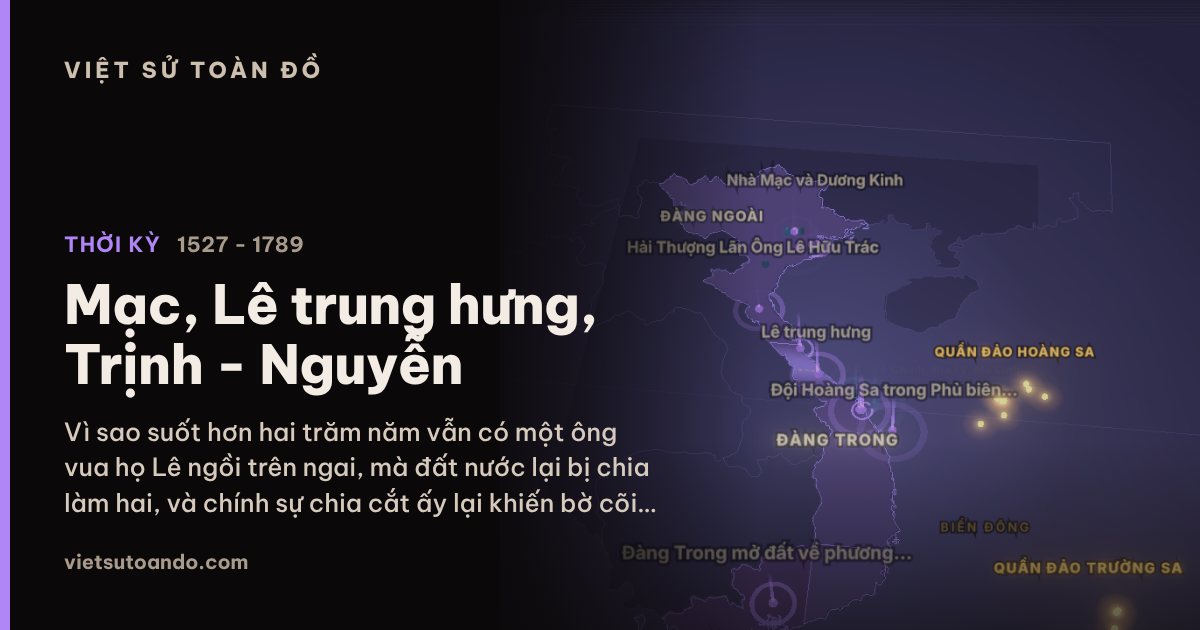 VIỆT SỬ TOÀN ĐỒ
THỜI KỲ 1527 - 1789
Mạc, Lê trung hưng,
Trịnh - Nguyễn
Vì sao suốt hơn hai trăm năm vẫn có một ông
vua họ Lê ngồi trên ngai, mà đất nước lại bị chia
làm hai, và chính sự chia cắt ấy lại khiến bờ cõi...
vietsutoando.com
Nhà Mạc và Dương Kinh
ĐÀNG NGOÀI
Hải Thượng Lãn Ông Lê Hữu Trác
Lê trung hưng
QUẦN ĐẢO HOÀNG SA
Đội Hoàng Sa trong Phủ biên...
ĐÀNG TRONG
BIỂN ĐÔNG
Đàng Trong mở đất về phương...
QUẦN ĐẢO TRƯỜNG SA